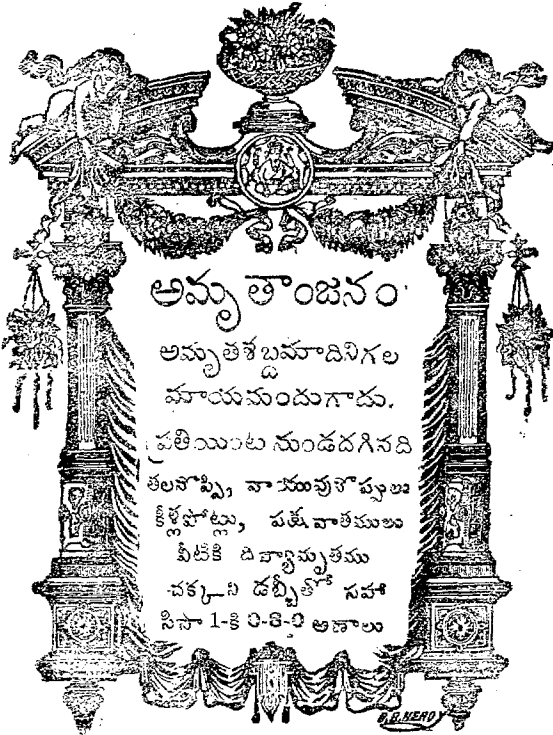 అమృతాంజనం
అమృతశబ్దమాదినిగల
మాయమందుగాదు.
ప్రతియింట నుండదగినది
తలనొప్పి, వాయువునొప్పులు
కీళ్లపోట్లు, పక్షవాతములు
వీటికి దివ్యామృతము
చక్కని డబ్బీతో సహా
సీసా 1-కి 0-8-0 అణాలు